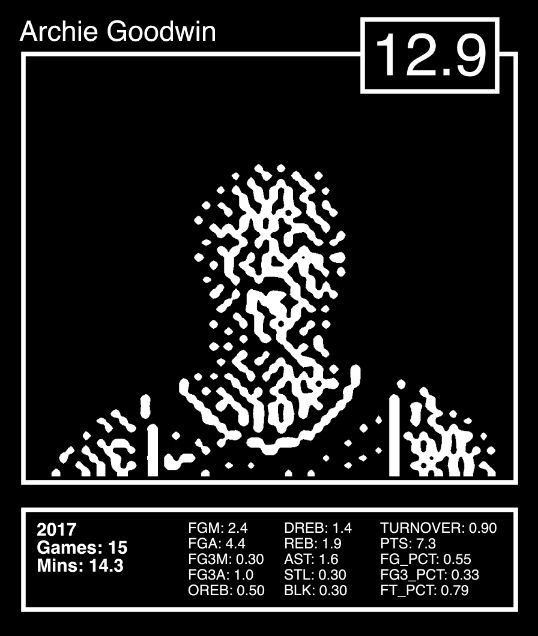 Archie Goodwin
12.9
2017
Games: 15
Mins: 14.3
FGM: 2.4
FGA: 4.4
FG3M: 0.30
FG3A: 1.0
OREB: 0.50
DREB: 1.4
REB: 1.9
AST: 1.6
STL: 0.30
BLK: 0.30
TURNOVER: 0.90
PTS: 7.3
FG_PCT: 0.55
FG3_PCT: 0.33
FT_PCT: 0.79